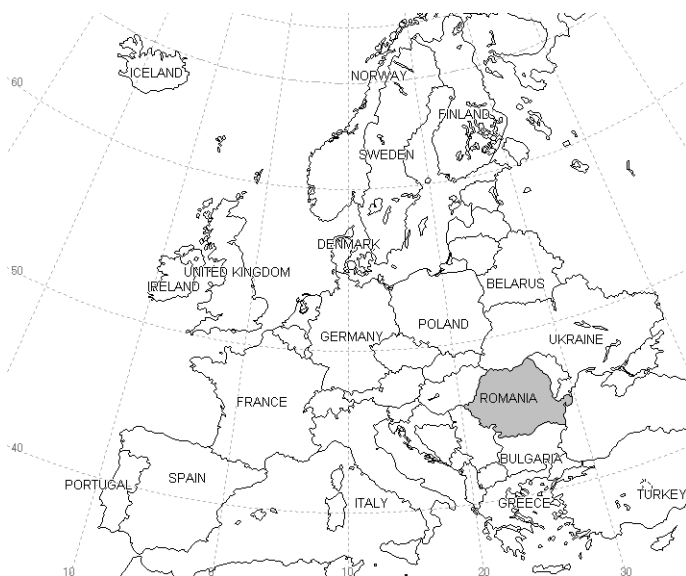 ICELAND
60
NORWAY
FINLAND
SWEDEN
DENMARK
50
UNITED KINGDOM
IRELAND
BELARUS
POLAND
GERMANY
UKRAINE
FRANCE
ROMANIA
40
BULGARIA
SPAIN
PORTUGAL
ITALY
GREECE
TURKEY
10
0
10
20
30